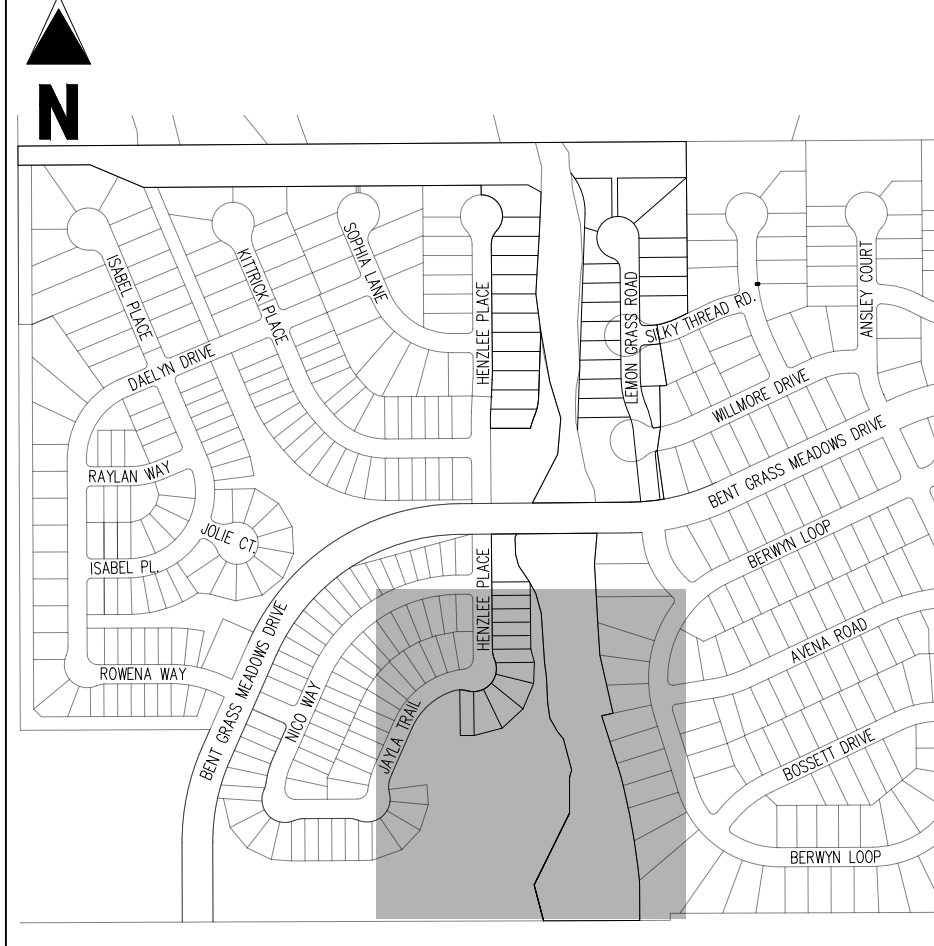 N
ISABEL PLACE
KITTRICK PLACE
SOPHIA LANE
HENZLEE PLACE
LEMON GRASS ROAD
SILKY THREAD RD.
ANSLEY COURT
DAELYN DRIVE
WILLMORE DRIVE
BENT GRASS MEADOWS DRIVE
RAYLAN WAY
JOLIE CT.
ISABEL PL.
BERWYN LOOP
HENZLEE PLACE
AVENA ROAD
ROWENA WAY
BENT GRASS MEADOWS DRIVE
NICO WAY
JAYLA TRAIL
BOSSETT DRIVE
BERWYN LOOP